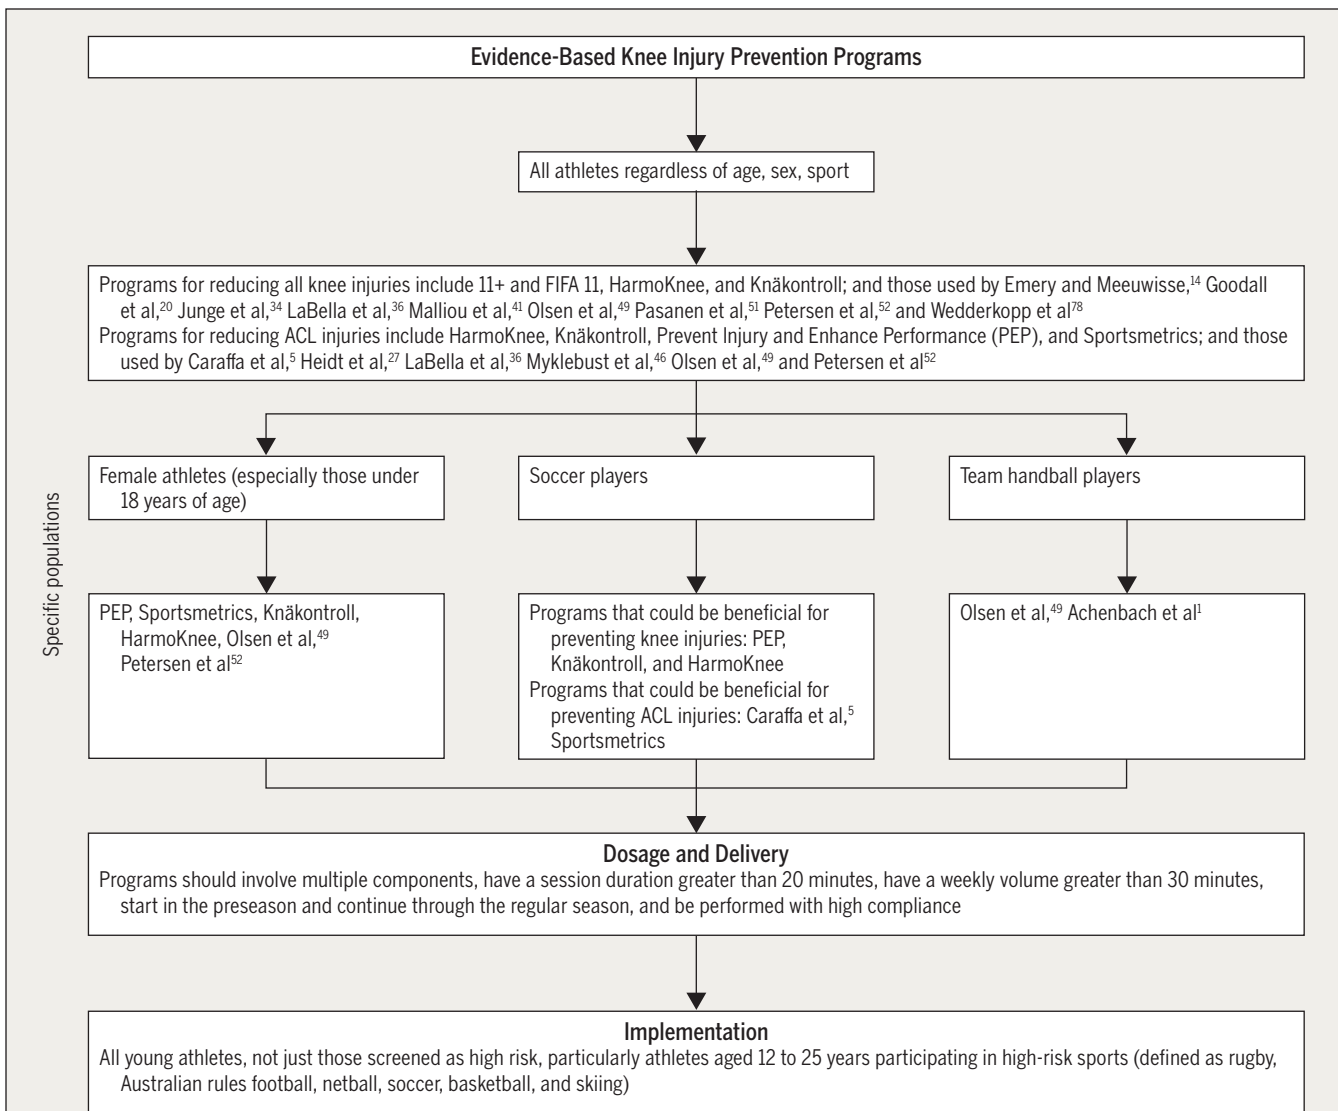 Evidence-Based Knee Injury Prevention Programs
All athletes regardless of age, sex, sport
Programs for reducing all knee injuries include 11+ and FIFA 11, HarmoKnee, and Knäkontroll; and those used by Emery and Meeuwisse,14 Goodall
et al,20 Junge et al,34 LaBella et al,36 Malliou et al,41 Olsen et al,49 Pasanen et al,51 Petersen et al,52 and Wedderkopp et al78
Programs for reducing ACL injuries include HarmoKnee, Knäkontroll, Prevent Injury and Enhance Performance (PEP), and Sportsmetrics; and those
used by Caraffa et al,5 Heidt et al,27 LaBella et al,36 Myklebust et al,46 Olsen et al,49 and Petersen et al52
Specific populations
Female athletes (especially those under
18 years of age)
Soccer players
Team handball players
PEP, Sportsmetrics, Knäkontroll,
HarmoKnee, Olsen et al,49
Petersen et al52
Programs that could be beneficial for
preventing knee injuries: PEP,
Knäkontroll, and HarmoKnee
Programs that could be beneficial for
preventing ACL injuries: Caraffa et al,5
Sportsmetrics
Olsen et al,49 Achenbach et al1
Dosage and Delivery
Programs should involve multiple components, have a session duration greater than 20 minutes, have a weekly volume greater than 30 minutes,
start in the preseason and continue through the regular season, and be performed with high compliance
Implementation
All young athletes, not just those screened as high risk, particularly athletes aged 12 to 25 years participating in high-risk sports (defined as rugby,
Australian rules football, netball, soccer, basketball, and skiing)